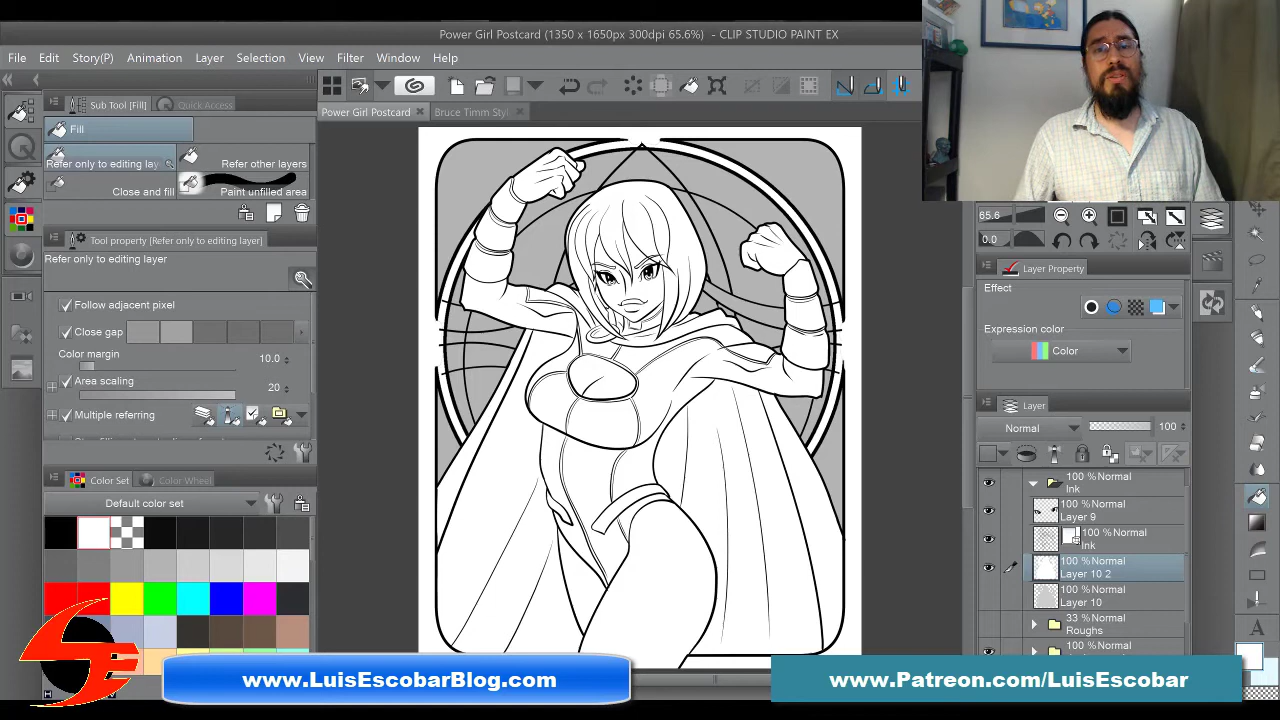 Power Girl Postcard (1350 x 1650px 300dpi 65.6%) - CLIP STUDIO PAINT EX
File Edit Story(P) Animation Layer Selection View Filter Window Help
Sub Tool [Fill] Quick Access
Power Girl Postcard Bruce Timm Styl
Fill
Refer only to editing lay Refer other layers
Close and fill Paint unfilled area
Tool property (Refer only to editing layer)
Refer only to editing layer
Follow adjacent pixel
Close gap
Color margin
10.0
Area scaling
20
Multiple referring
Color Set Color Wheel
Default color set
65.6
0.0
Layer Property
Effect
Expression color
Color
Layer
Normal 100
100 %Normal
Ink
100 %Normal
Layer 9
100 %Normal
Ink
100 %Normal
Layer 10 2
100 %Normal
Layer 10
33 %Normal
Roughs
100 %Normal
www.LuisEscobarBlog.com
www.Patreon.com/LuisEscobar